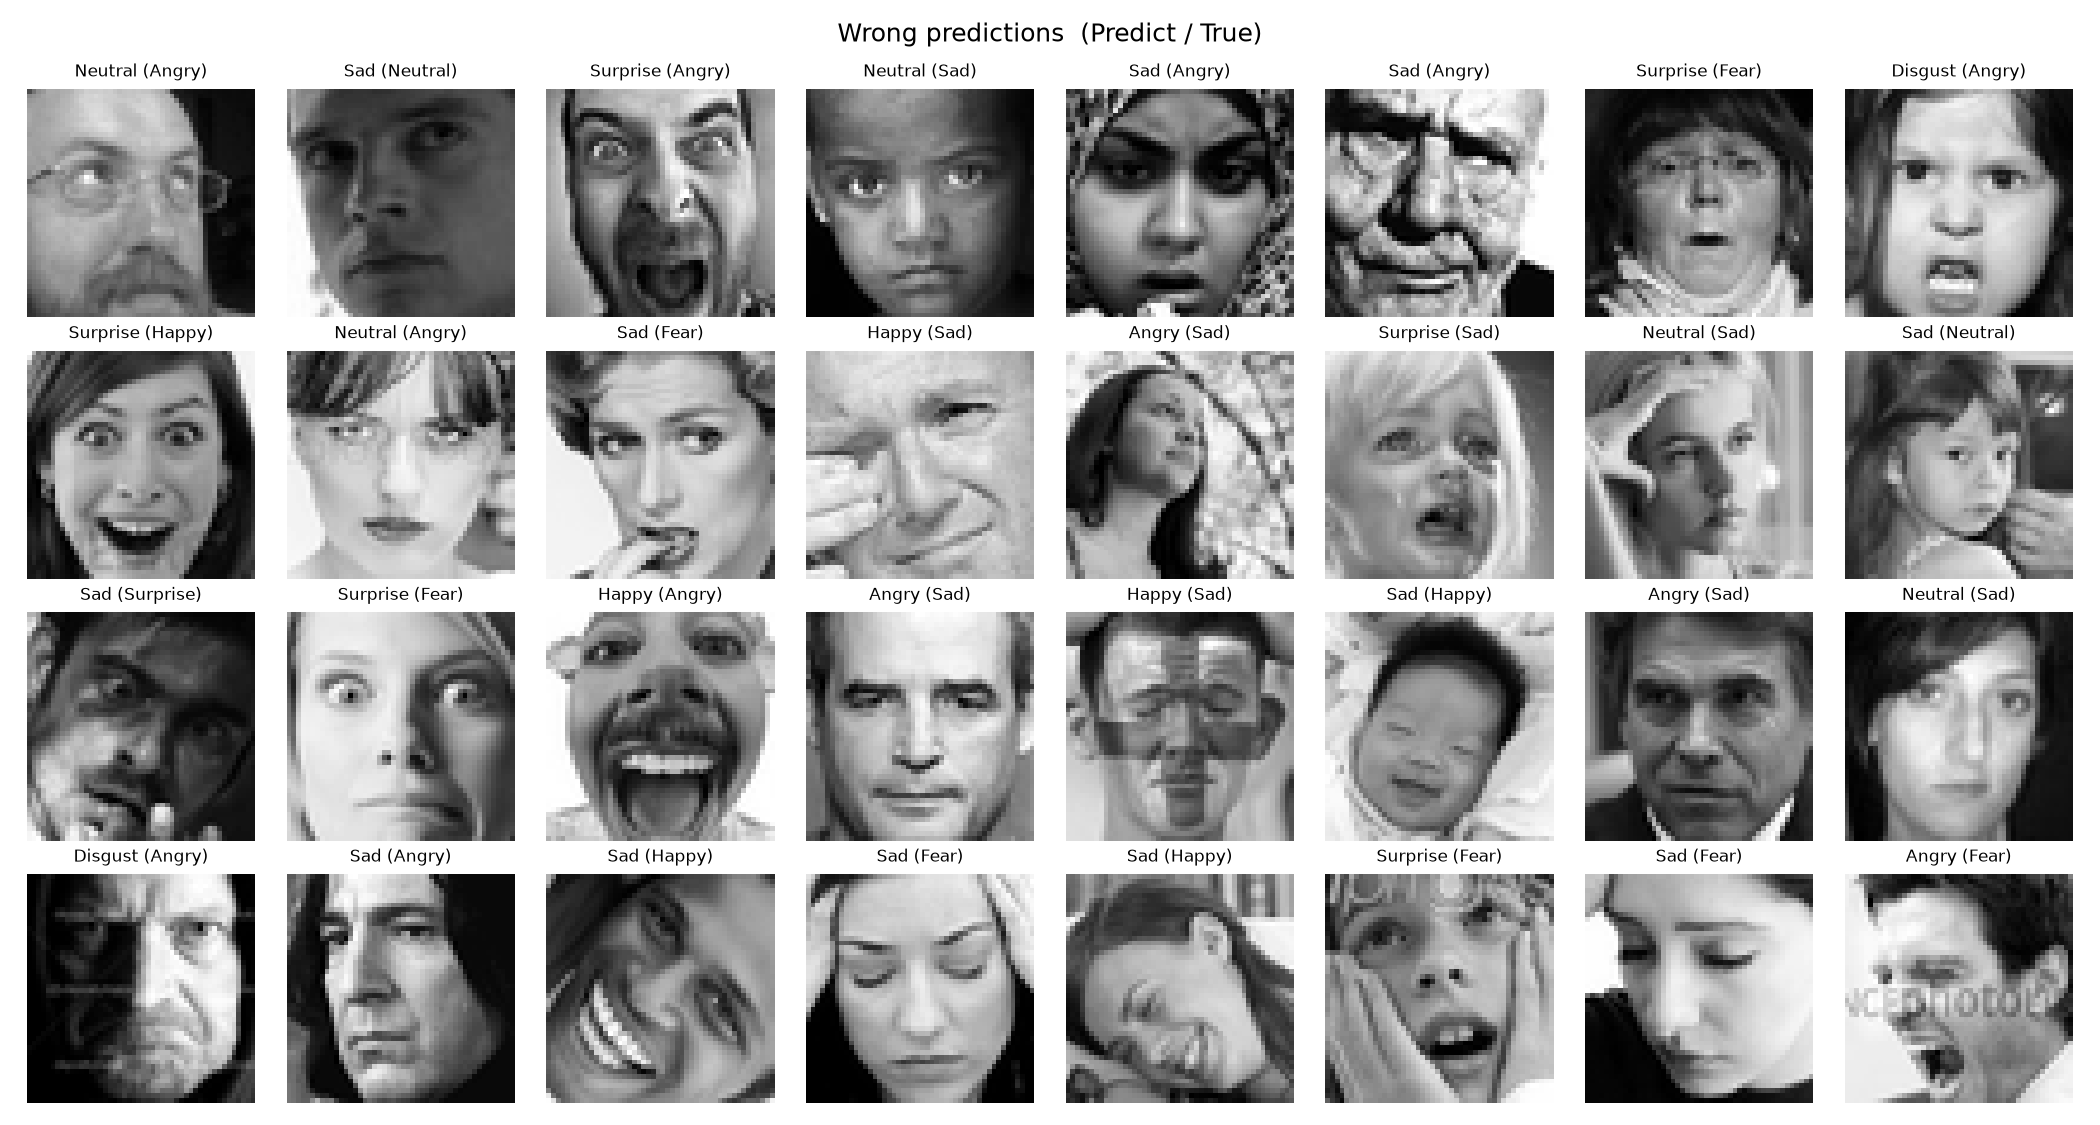 Wrong predictions  (Predict / True)
Neutral (Angry)
Sad (Neutral)
Surprise (Angry)
Neutral (Sad)
Sad (Angry)
Sad (Angry)
Surprise (Fear)
Disgust (Angry)
Surprise (Happy)
Neutral (Angry)
Sad (Fear)
Happy (Sad)
Angry (Sad)
Surprise (Sad)
Neutral (Sad)
Sad (Neutral)
Sad (Surprise)
Surprise (Fear)
Happy (Angry)
Angry (Sad)
Happy (Sad)
Sad (Happy)
Angry (Sad)
Neutral (Sad)
Disgust (Angry)
Sad (Angry)
Sad (Happy)
Sad (Fear)
Sad (Happy)
Surprise (Fear)
Sad (Fear)
Angry (Fear)